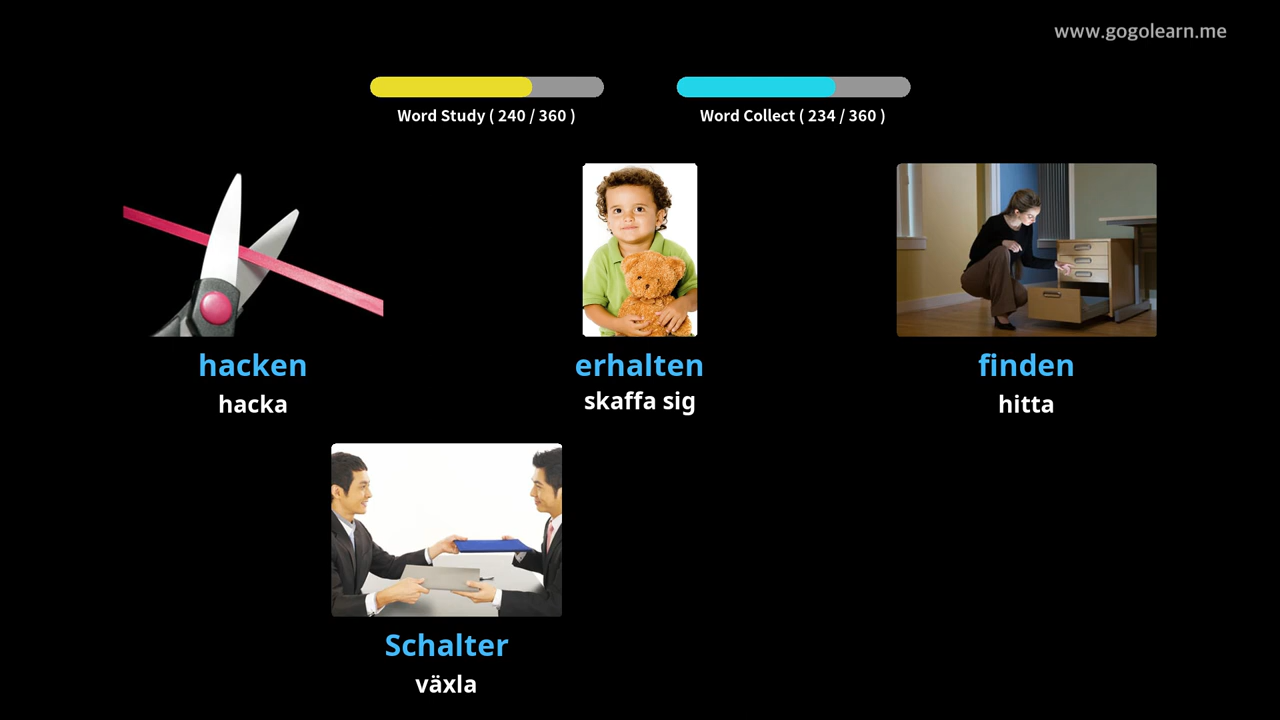 www.gogolearn.me
Word Study ( 240 / 360 )
Word Collect ( 234 / 360 )
hacken
hacka
erhalten
skaffa sig
finden
hitta
Schalter
växla